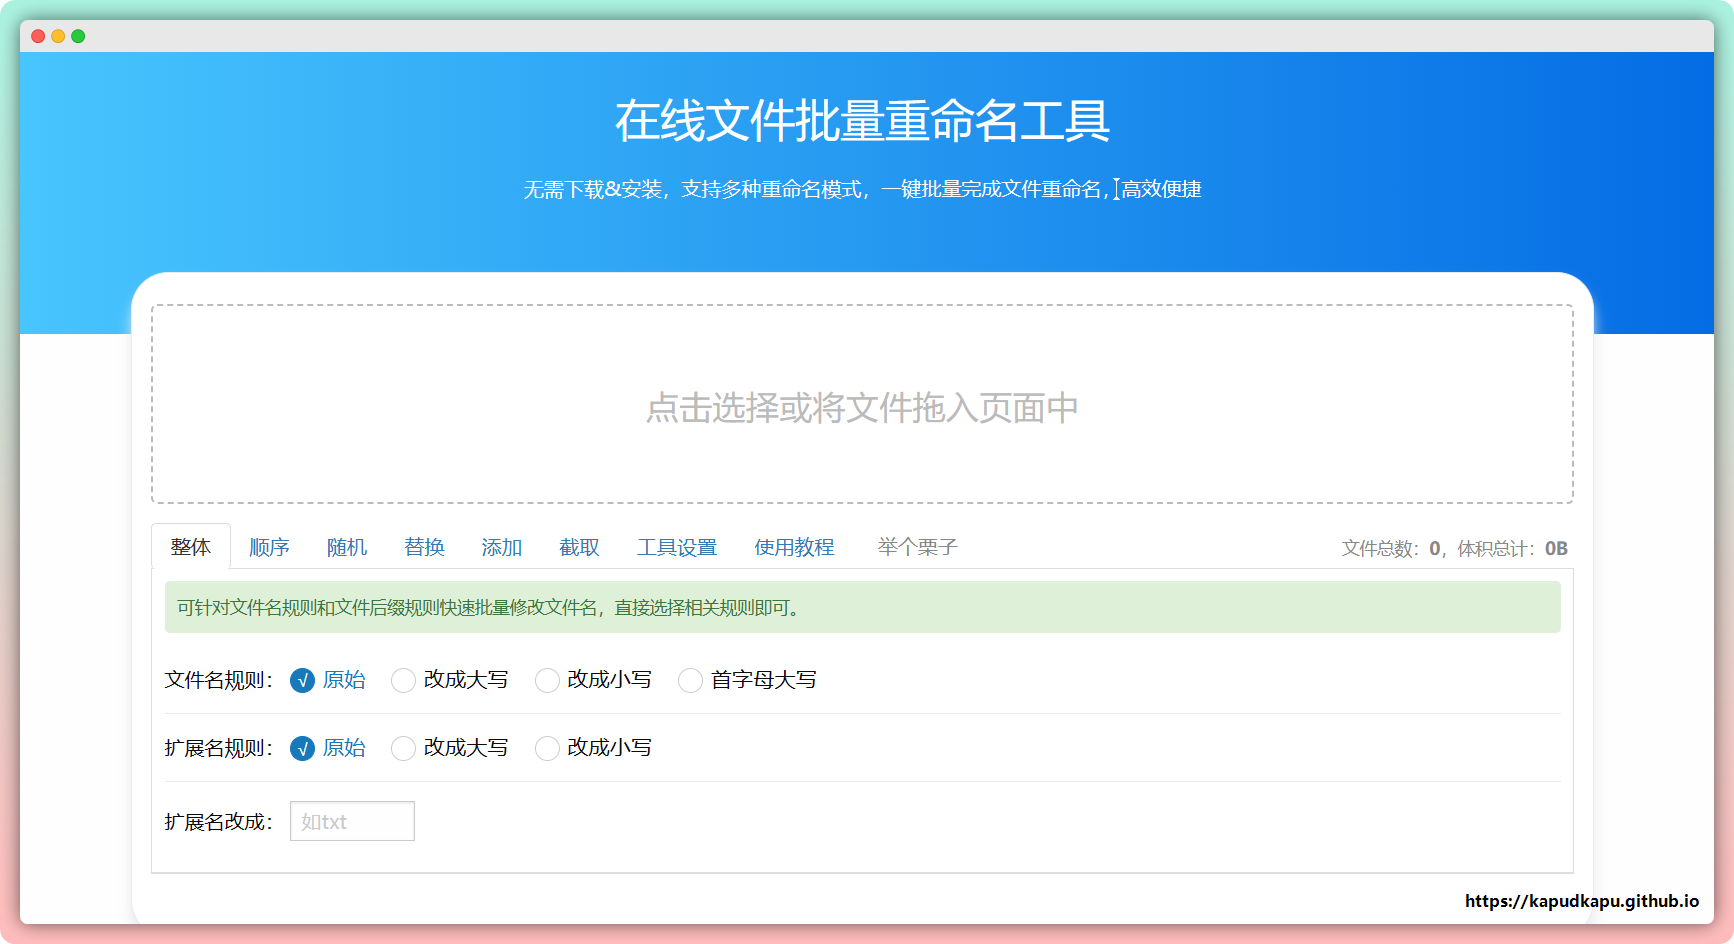 在线文件批量重命名工具
无需下载&安装，支持多种重命名模式，一键批量完成文件重命名，高效便捷
点击选择或将文件拖入页面中
整体 顺序 随机 替换 添加 截取 工具设置 使用教程 举个栗子 文件总数：0，体积总计：0B
可针对文件名规则和文件后缀规则快速批量修改文件名，直接选择相关规则即可。
文件名规则： √ 原始 改成大写 改成小写 首字母大写
扩展名规则： √ 原始 改成大写 改成小写
扩展名改成： 如txt
https://kapudkapu.github.io